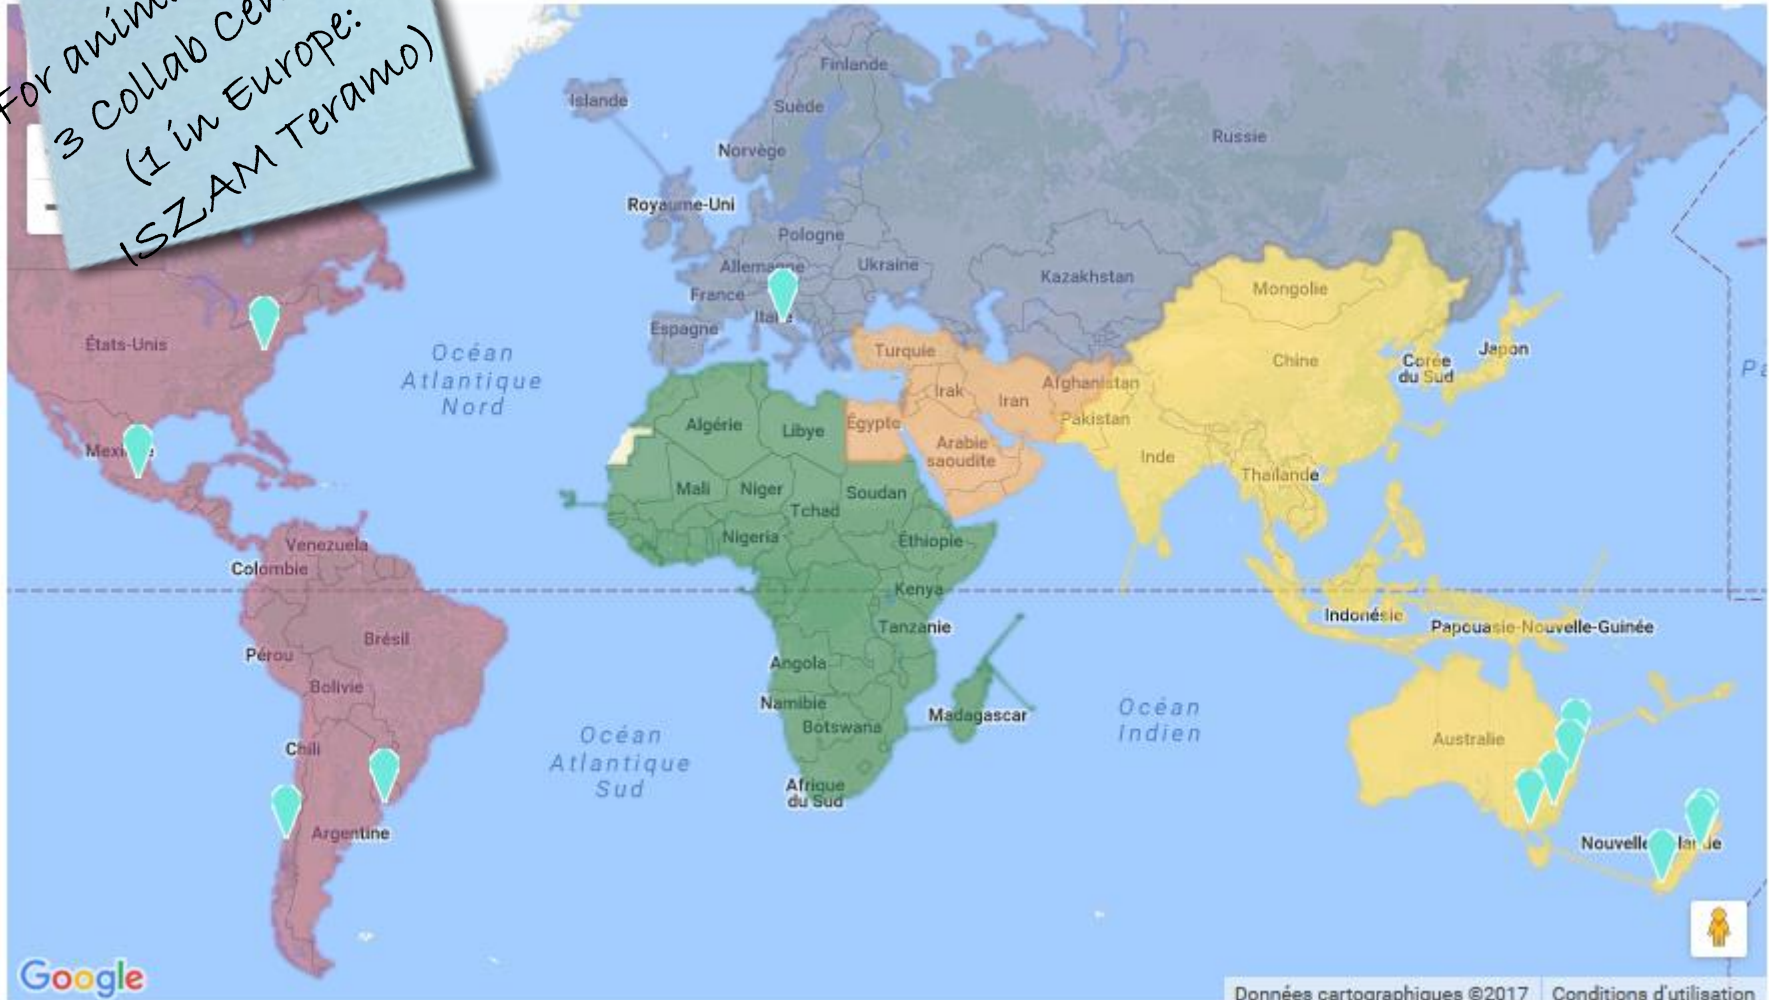 For anim
3 Collab Cen
(1 in Europe:
ISZAM Teramo)
Islande
Finlande
Suède
Norvège
Russie
Royaume-Uni
Pologne
Allemagne
Ukraine
Kazakhstan
France
Mongolie
Espagne
États-Unis
Océan
Atlantique
Nord
Turquie
Chine
Corée
du Sud
Japon
Irak
Iran
Afghanistan
Pakistan
Algérie
Libye
Égypte
Arabie
saoudite
Inde
Thaïlande
Mali
Niger
Tchad
Soudan
Nigeria
Éthiopie
Venezuela
Colombie
Kenya
Tanzanie
Indonésie
Papouasie-Nouvelle-Guinée
Brésil
Pérou
Bolivie
Angola
Namibie
Botswana
Madagascar
Océan
Indien
Océan
Atlantique
Sud
Chili
Australie
Afrique
du Sud
Argentine
Google
Données cartographiques ©2017
Conditions d'utilisation